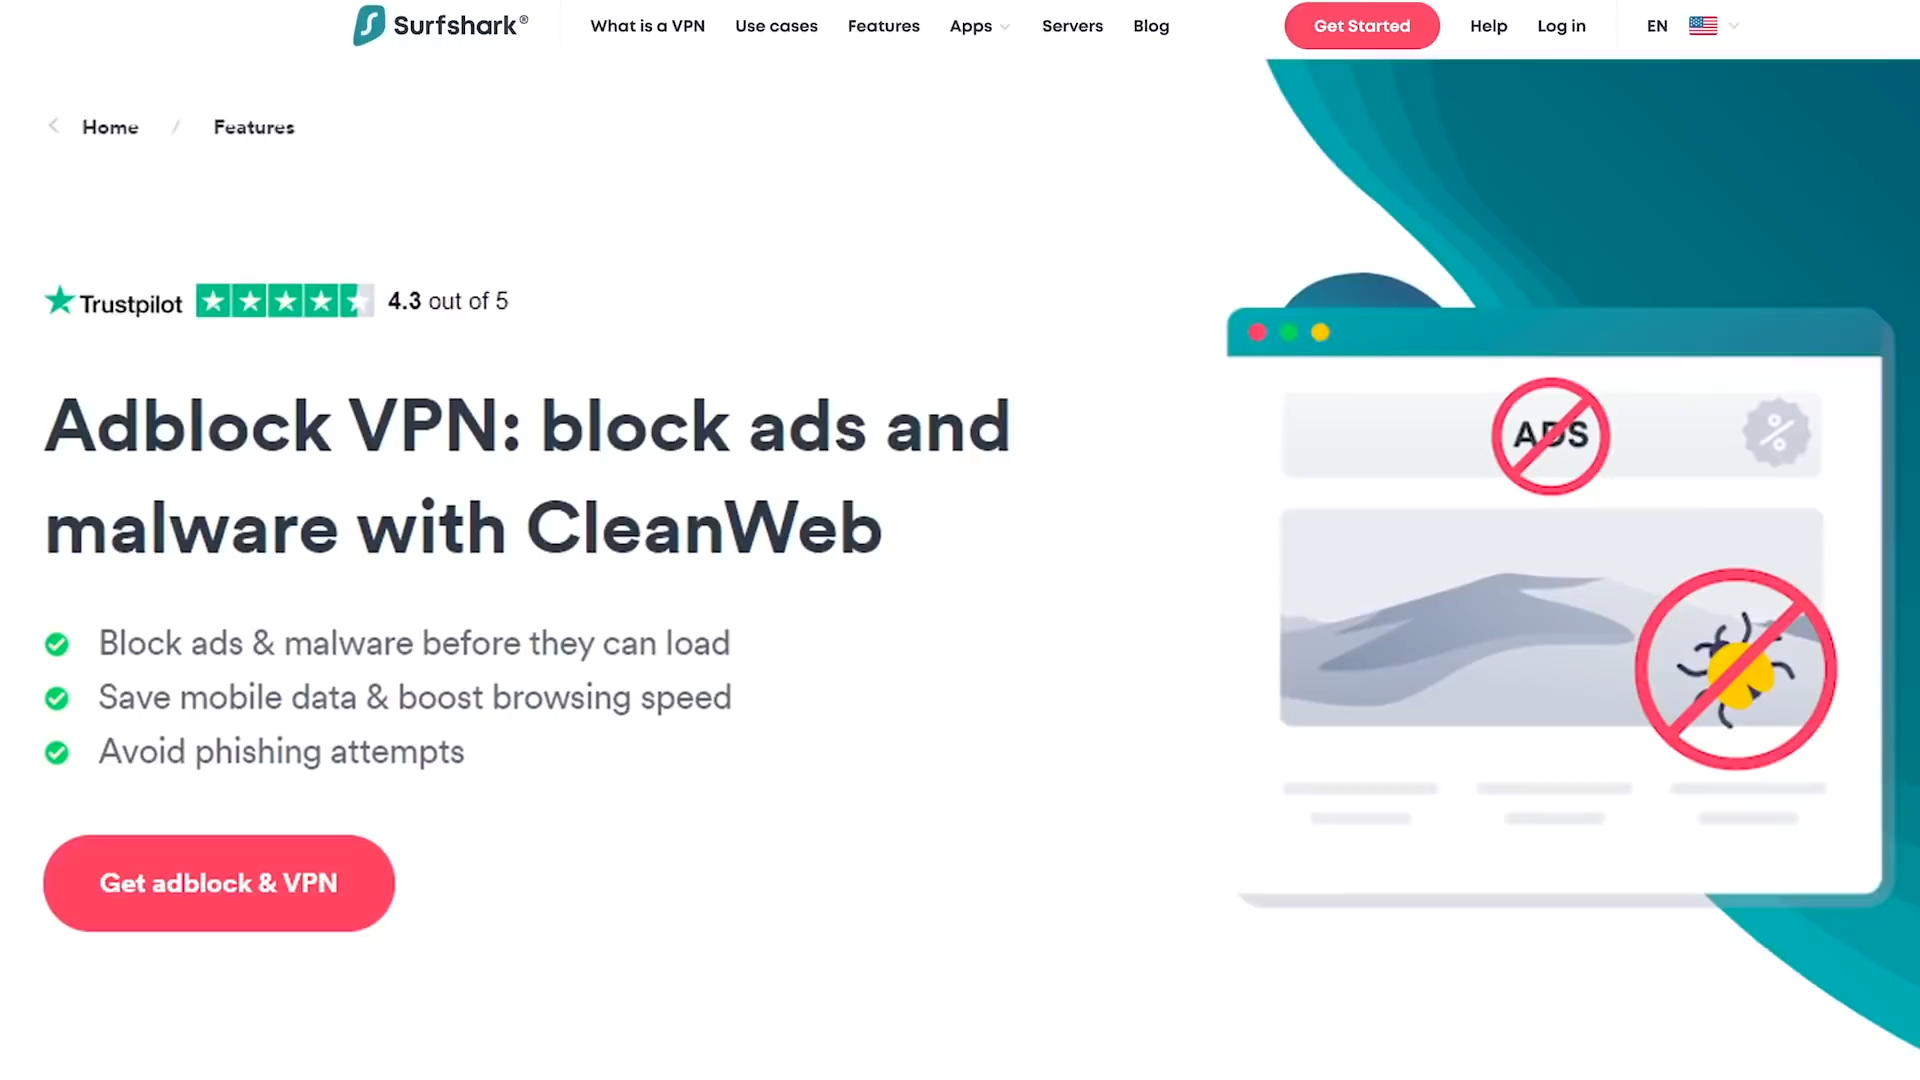 Surfshark®
What is a VPN
Use cases
Features
Apps
Servers
Blog
Get Started
Help
Log in
EN
Home / Features
Trustpilot 4.3 out of 5
Adblock VPN: block ads and
malware with CleanWeb
Block ads & malware before they can load
Save mobile data & boost browsing speed
Avoid phishing attempts
Get adblock & VPN
ADS
%